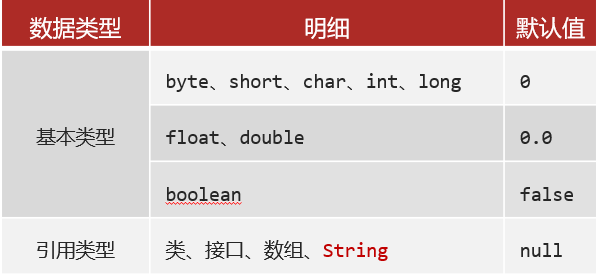 数据类型 明细 默认值
byte、short、char、int、long 0
基本类型 float、double 0.0
boolean false
引用类型 类、接口、数组、String null